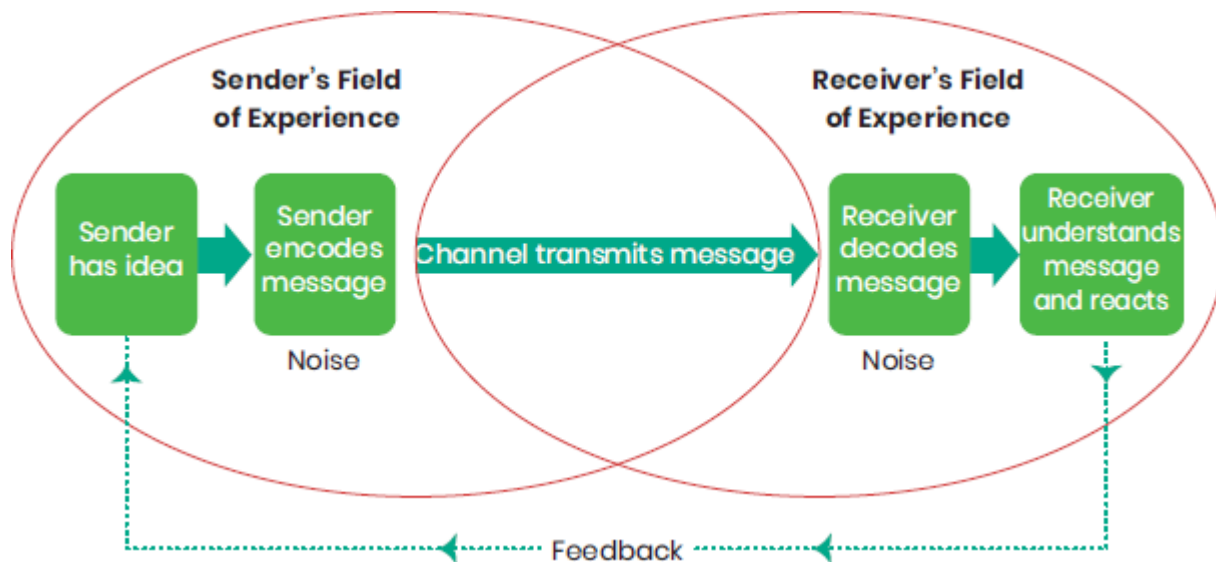 Sender's Field
of Experience
Receiver's Field
of Experience
Sender
has idea
Sender
encodes
message
Channel transmits message
Receiver
decodes
message
Receiver
understands
message
and reacts
Noise
Noise
Feedback